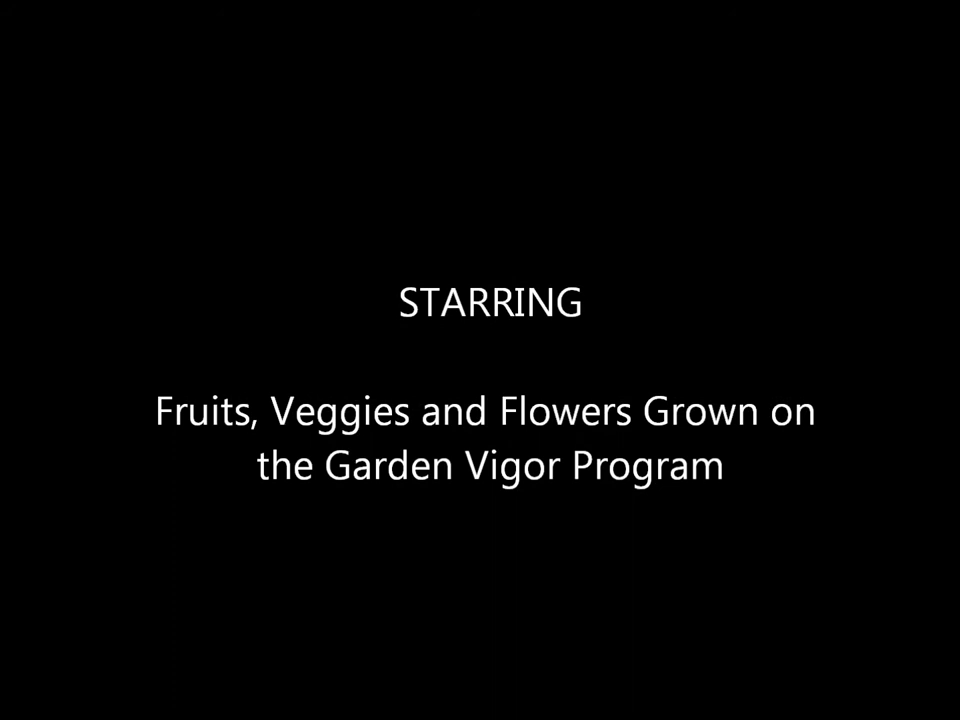 STARRING
Fruits, Veggies and Flowers Grown on
the Garden Vigor Program